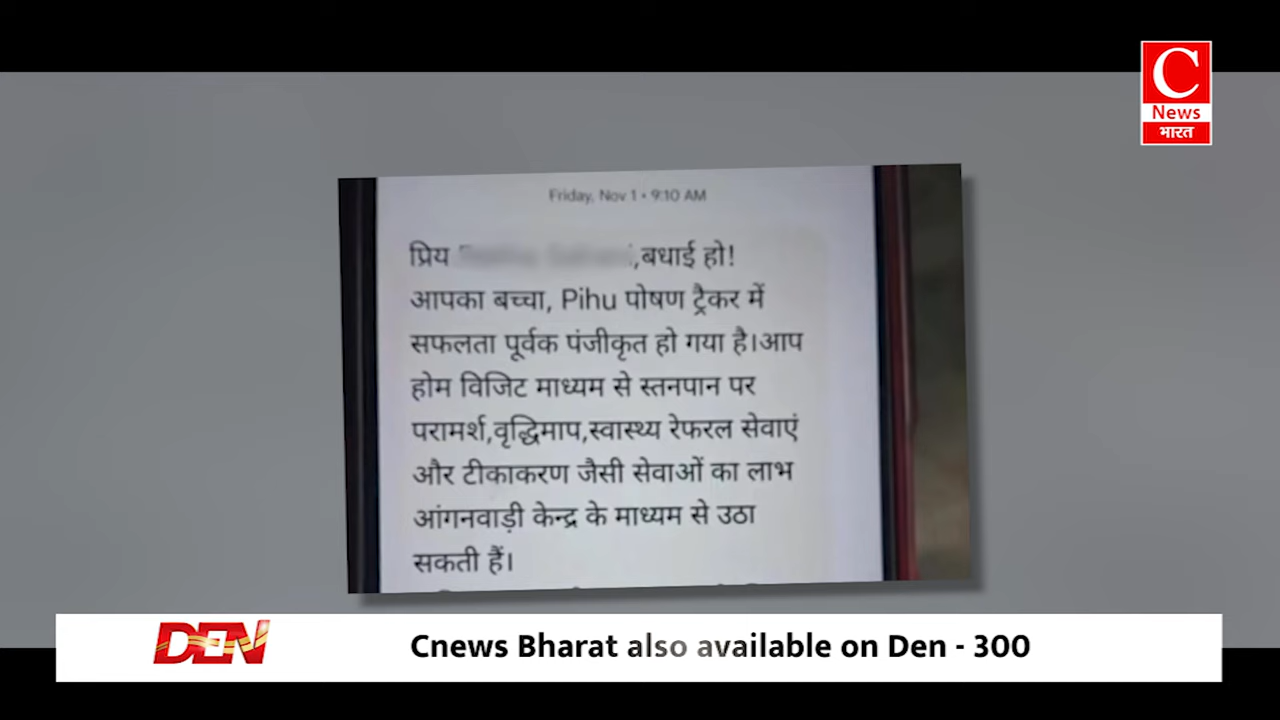 C
News
भारत
Friday, Nov 1 • 9:10 AM
प्रिय ,बधाई हो!
आपका बच्चा, Pihu पोषण ट्रैकर में
सफलता पूर्वक पंजीकृत हो गया है।आप
होम विजिट माध्यम से स्तनपान पर
परामर्श,वृद्धिमाप,स्वास्थ्य रेफरल सेवाएं
और टीकाकरण जैसी सेवाओं का लाभ
आंगनवाड़ी केन्द्र के माध्यम से उठा
सकती हैं।
DEN
Cnews Bharat also available on Den - 300